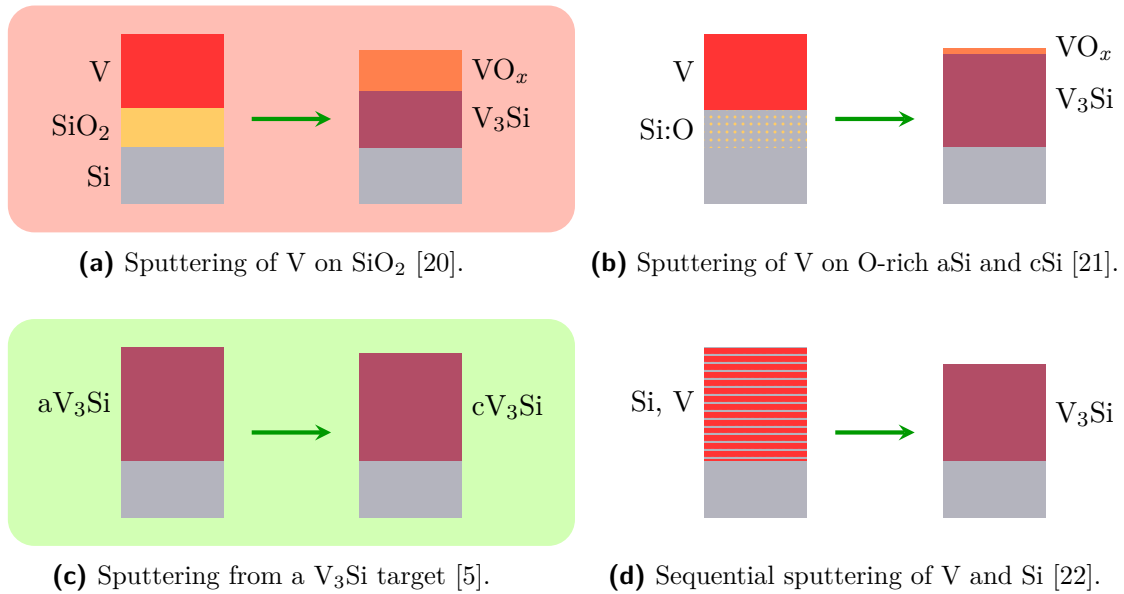 V
SiO₂
Si
VOₓ
V₃Si
(a) Sputtering of V on SiO₂ [20].
V
Si:O
VOₓ
V₃Si
(b) Sputtering of V on O-rich aSi and cSi [21].
aV₃Si
cV₃Si
(c) Sputtering from a V₃Si target [5].
Si, V
V₃Si
(d) Sequential sputtering of V and Si [22].